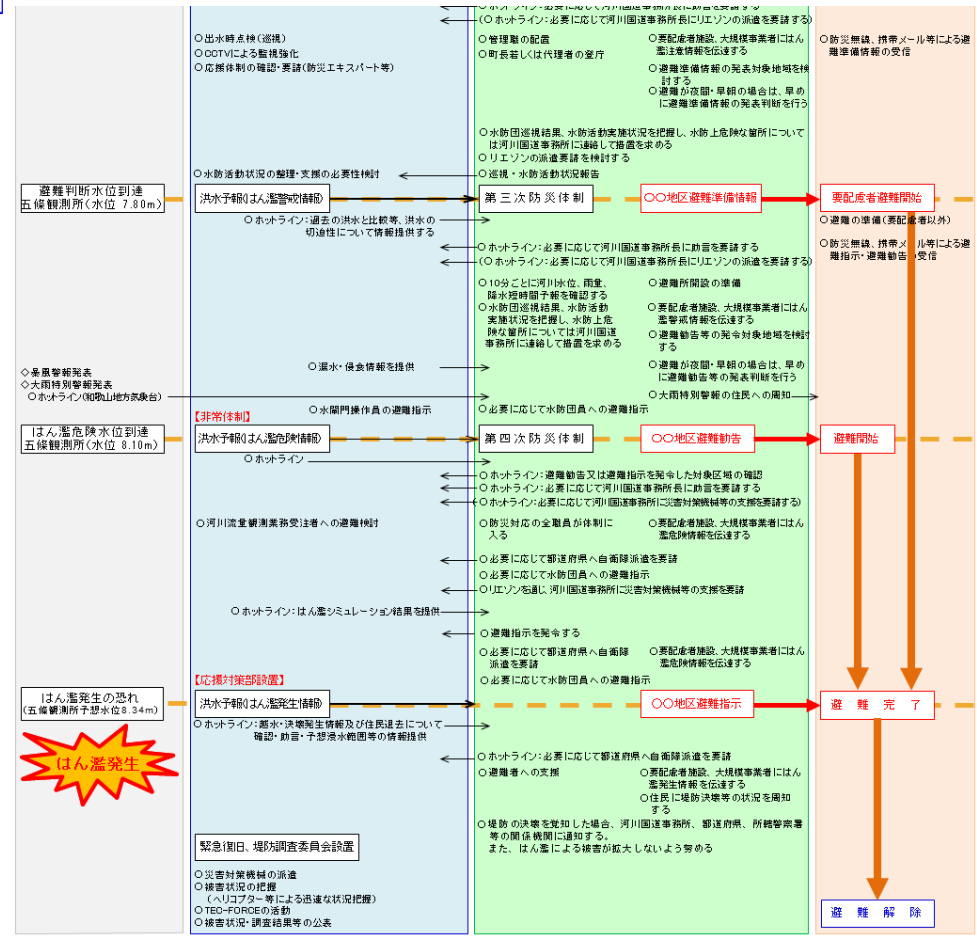 (○ホットライン：必要に応じて河川国道事務所長にリエゾンの派遣を要請する)
○出水時点検(巡視)
○CCTVによる監視強化
○応援体制の確認・要請(防災エキスパート等)
○管理職の配置
○町長若しくは代理者の登庁
○要配慮者施設、大規模事業者にはん
濫注意情報を伝達する
○避難準備情報の発表対象地域を検
討する
○避難が夜間・早朝の場合は、早め
に避難準備情報の発表判断を行う
○防災無線、携帯メール等による避
難準備情報の受信
○水防団巡視結果、水防活動実施状況を把握し、水防上危険な箇所について
は河川国道事務所に連絡して措置を求める
○リエゾンの派遣要請を検討する
○水防活動状況の整理・支援の必要性検討
○巡視・水防活動状況報告
避難判断水位到達
五條観測所(水位 7.80m)
洪水予報(はん濫警戒情報)
第三次防災体制
○○地区避難準備情報
要配慮者避難開始
○ホットライン：過去の洪水と比較等、洪水の
切迫性について情報提供する
○避難の準備(要配慮者以外)
○ホットライン：必要に応じて河川国道事務所長に助言を要請する
(○ホットライン：必要に応じて河川国道事務所長にリエゾンの派遣を要請する)
○防災無線、携帯メール等による避
難指示・避難勧告の受信
○10分ごとに河川水位、雨量、
降水短時間予報を確認する
○水防団巡視結果、水防活動
実施状況を把握し、水防上危
険な箇所については河川国道
事務所に連絡して措置を求める
○避難所開設の準備
○要配慮者施設、大規模事業者にはん
濫警戒情報を伝達する
○避難勧告等の発令対象地域を検討
する
○漏水・侵食情報を提供
○避難が夜間・早朝の場合は、早め
に避難勧告等の発表判断を行う
◇暴風警報発表
◇大雨特別警報発表
○ホットライン(和歌山地方気象台)
○大雨特別警報の住民への周知
【非常体制】
○水閘門操作員の避難指示
○必要に応じて水防団員への避難指示
はん濫危険水位到達
五條観測所(水位 8.10m)
洪水予報(はん濫危険情報)
第四次防災体制
○○地区避難勧告
避難開始
○ホットライン
○ホットライン：避難勧告又は避難指示を発令した対象区域の確認
○ホットライン：必要に応じて河川国道事務所長に助言を要請する
(○ホットライン：必要に応じて河川国道事務所に災害対策機械等の支援を要請する)
○河川流量観測業務受注者への避難検討
○防災対応の全職員が体制に
入る
○要配慮者施設、大規模事業者にはん
濫危険情報を伝達する
○必要に応じて都道府県へ自衛隊派遣を要請
○必要に応じて水防団員への避難指示
○リエゾンを通し、河川国道事務所に災害対策機械等の支援を要請
○ホットライン：はん濫シミュレーション結果を提供
○避難指示を発令する
○必要に応じて都道府県へ自衛隊
派遣を要請
○要配慮者施設、大規模事業者にはん
濫危険情報を伝達する
【応援対策部設置】
○必要に応じて水防団員への避難指示
はん濫発生の恐れ
(五條観測所予想水位8.34m)
洪水予報(はん濫発生情報)
○○地区避難指示
避難完了
○ホットライン：越水・決壊発生情報及び住民退去について
確認・助言・予想浸水範囲等の情報提供
はん濫発生
○ホットライン：必要に応じて都道府県へ自衛隊派遣を要請
○避難者への支援
○要配慮者施設、大規模事業者にはん
濫発生情報を伝達する
○住民に堤防決壊等の状況を周知
する
○堤防の決壊を覚知した場合、河川国道事務所、都道府県、所轄警察署
等の関係機関に通知する。
また、はん濫による被害が拡大しないよう努める
緊急復旧、堤防調査委員会設置
○災害対策機械の派遣
○被害状況の把握
(ヘリコプター等による迅速な状況把握)
○TEC-FORCEの活動
○被害状況・調査結果等の公表
避難解除